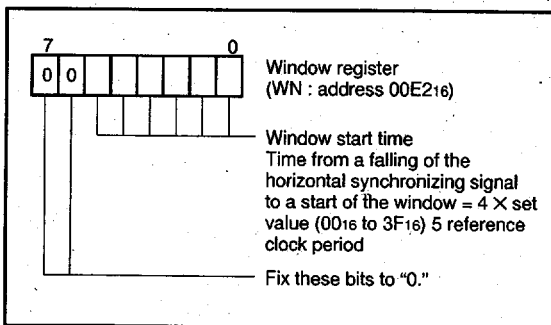 7 0
0 0
Window register
(WN : address 00E216)
Window start time
Time from a falling of the
horizontal synchronizing signal
to a start of the window = 4 × set
value (0016 to 3F16) 5 reference
clock period
Fix these bits to “0.”